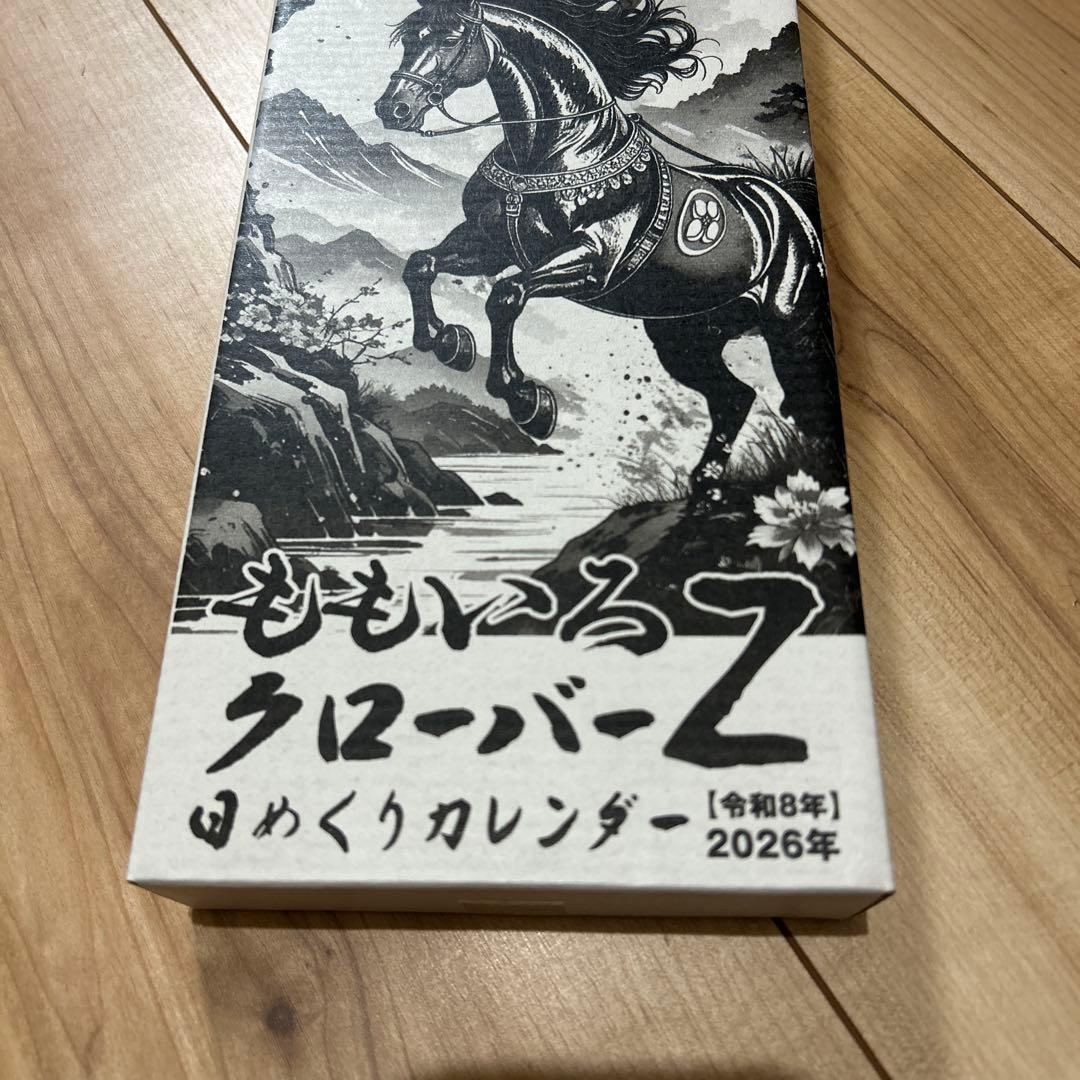 ももいろ
クローバーZ
日めくりカレンダー
【令和8年】
2026年